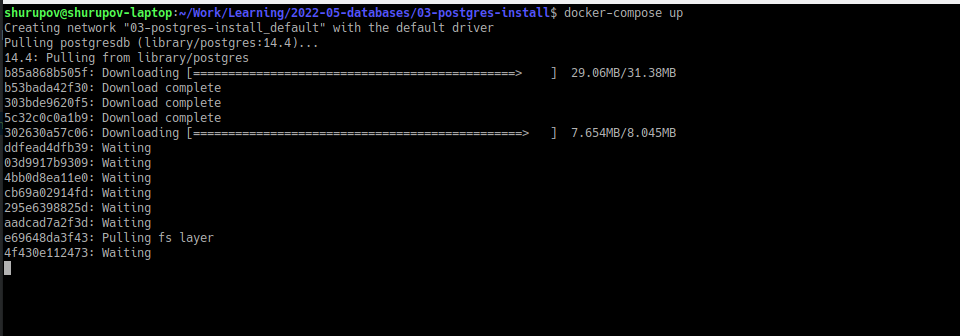 shurupov@shurupov-laptop:~/Work/Learning/2022-05-databases/03-postgres-install$ docker-compose up
Creating network "03-postgres-install_default" with the default driver
Pulling postgresdb (library/postgres:14.4)...
14.4: Pulling from library/postgres
b85a868b505f: Downloading [==============================================>    ]  29.06MB/31.38MB
b53bada42f30: Download complete
303bde9620f5: Download complete
5c32c0c0a1b9: Download complete
302630a57c06: Downloading [===============================================>   ]  7.654MB/8.045MB
ddfead4dfb39: Waiting
03d9917b9309: Waiting
4bb0d8ea11e0: Waiting
cb69a02914fd: Waiting
295e6398825d: Waiting
aadcad7a2f3d: Waiting
e69648da3f43: Pulling fs layer
4f430e112473: Waiting